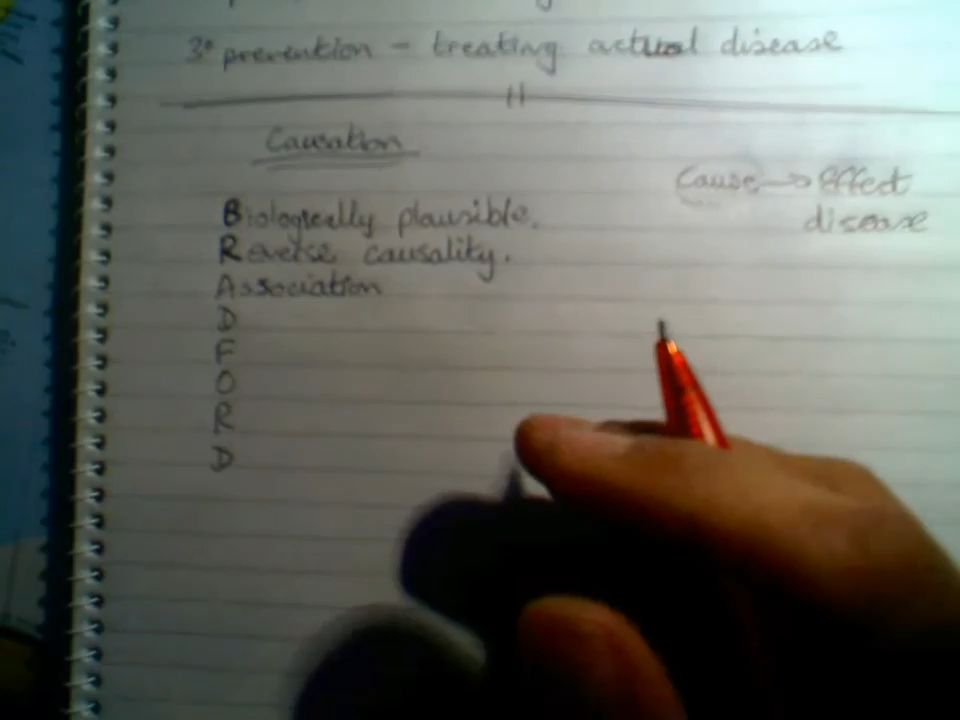 3° prevention - treating actual disease
Causation
Cause → effect
disease
Biologically plausible.
Reverse causality.
Association
D
F
O
R
D